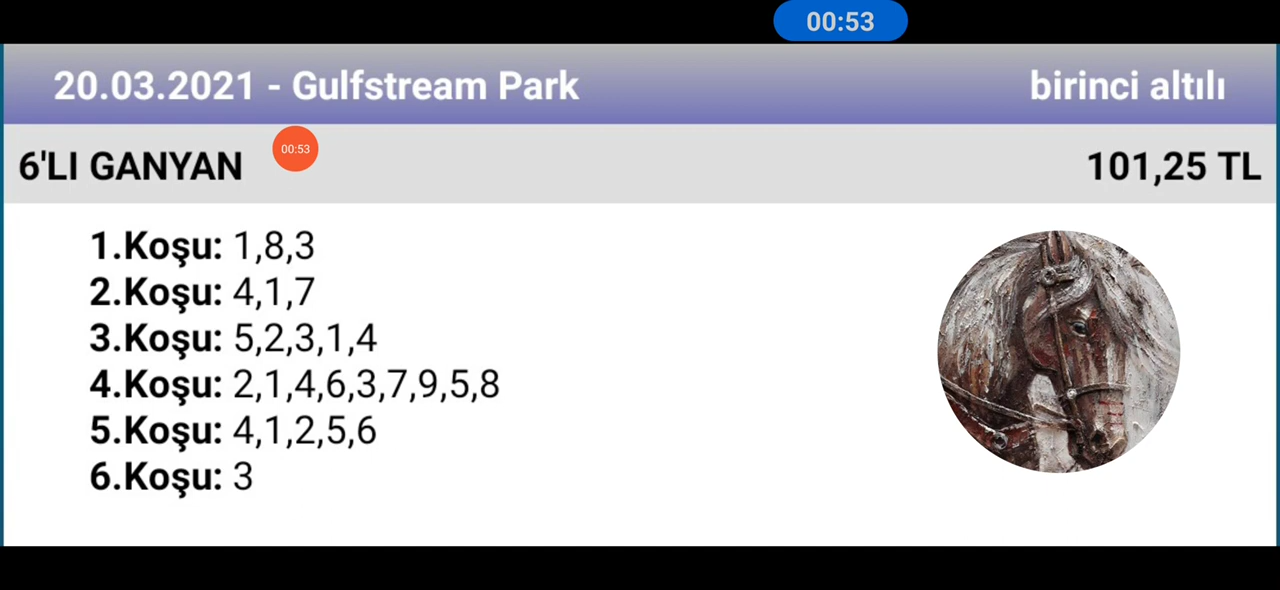 00:53
20.03.2021 - Gulfstream Park birinci altılı
6'LI GANYAN 00:53 101,25 TL
1.Koşu: 1,8,3
2.Koşu: 4,1,7
3.Koşu: 5,2,3,1,4
4.Koşu: 2,1,4,6,3,7,9,5,8
5.Koşu: 4,1,2,5,6
6.Koşu: 3